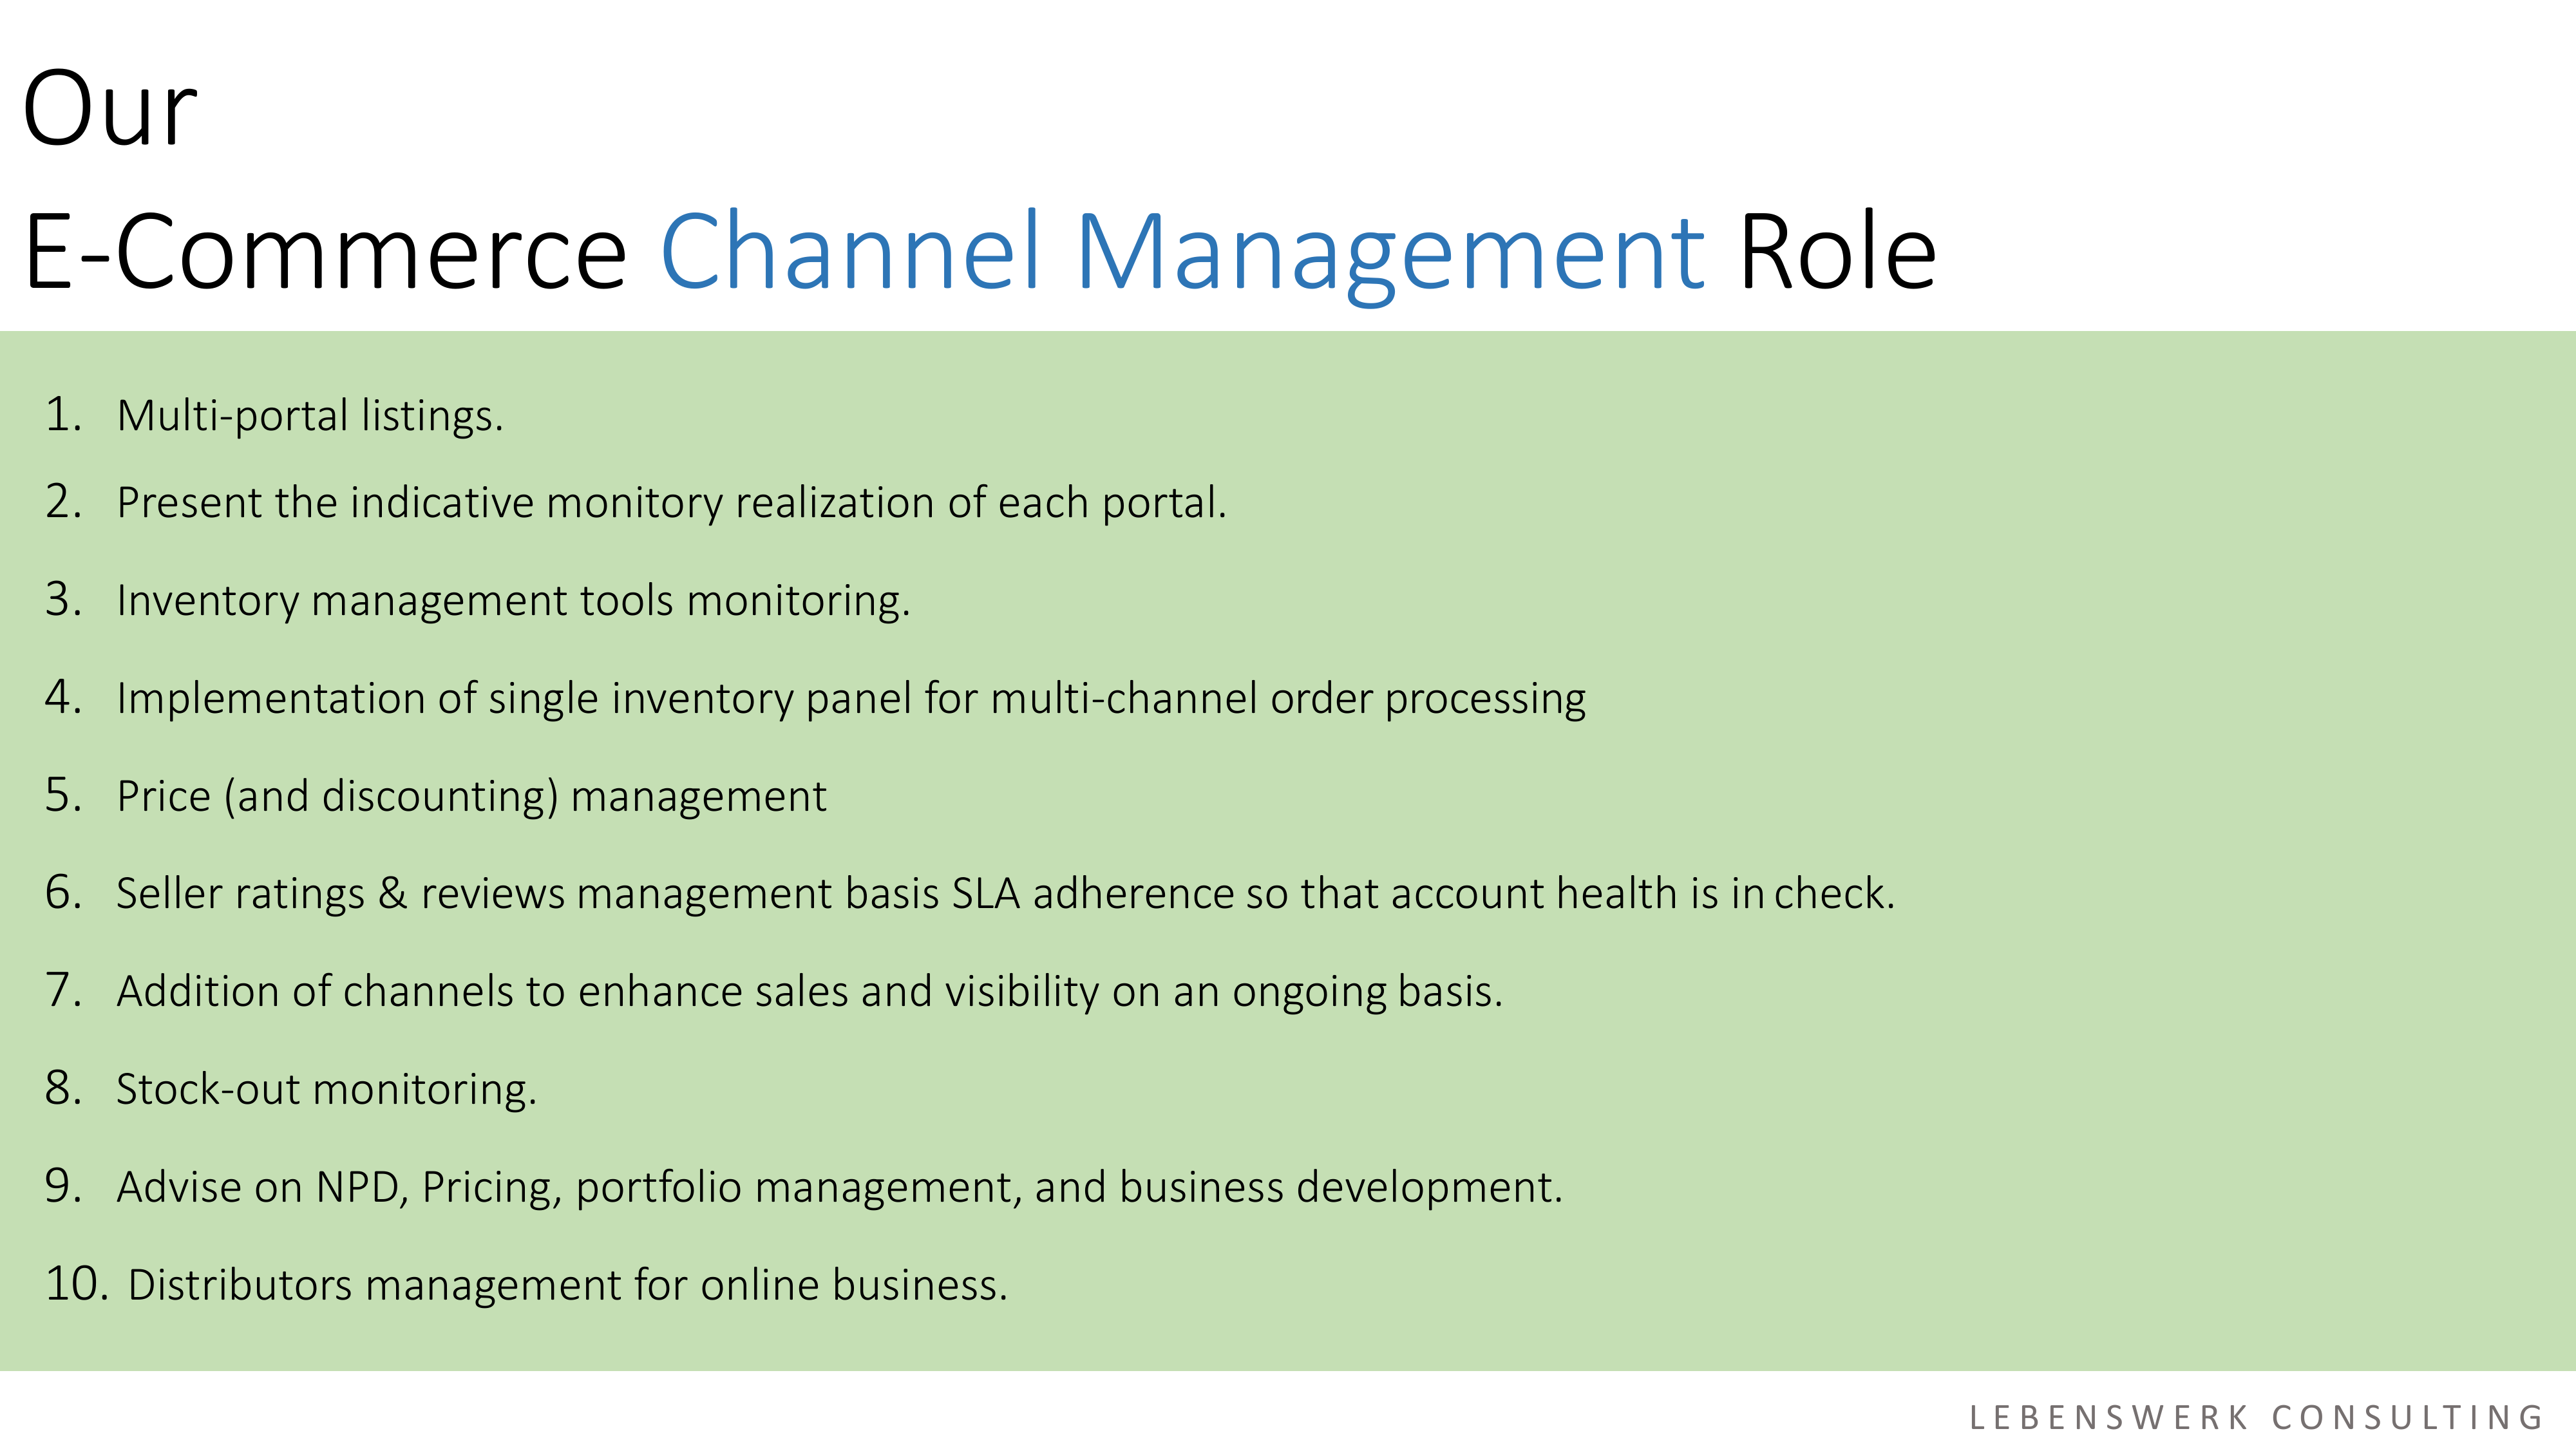 Our
E-Commerce Channel Management Role
1. Multi-portal listings.
2. Present the indicative monitory realization of each portal.
3. Inventory management tools monitoring.
4. Implementation of single inventory panel for multi-channel order processing
5. Price (and discounting) management
6. Seller ratings & reviews management basis SLA adherence so that account health is in check.
7. Addition of channels to enhance sales and visibility on an ongoing basis.
8. Stock-out monitoring.
9. Advise on NPD, Pricing, portfolio management, and business development.
10. Distributors management for online business.
LEBENSWERK CONSULTING